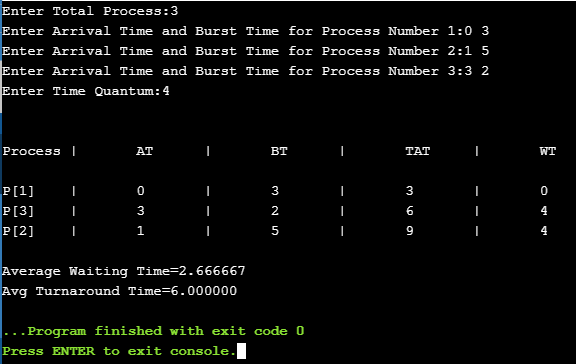 Enter Total Process:3
Enter Arrival Time and Burst Time for Process Number 1:0 3
Enter Arrival Time and Burst Time for Process Number 2:1 5
Enter Arrival Time and Burst Time for Process Number 3:3 2
Enter Time Quantum:4
Process | AT | BT | TAT | WT
P[1] | 0 | 3 | 3 | 0
P[3] | 3 | 2 | 6 | 4
P[2] | 1 | 5 | 9 | 4
Average Waiting Time=2.666667
Avg Turnaround Time=6.000000
...Program finished with exit code 0
Press ENTER to exit console.